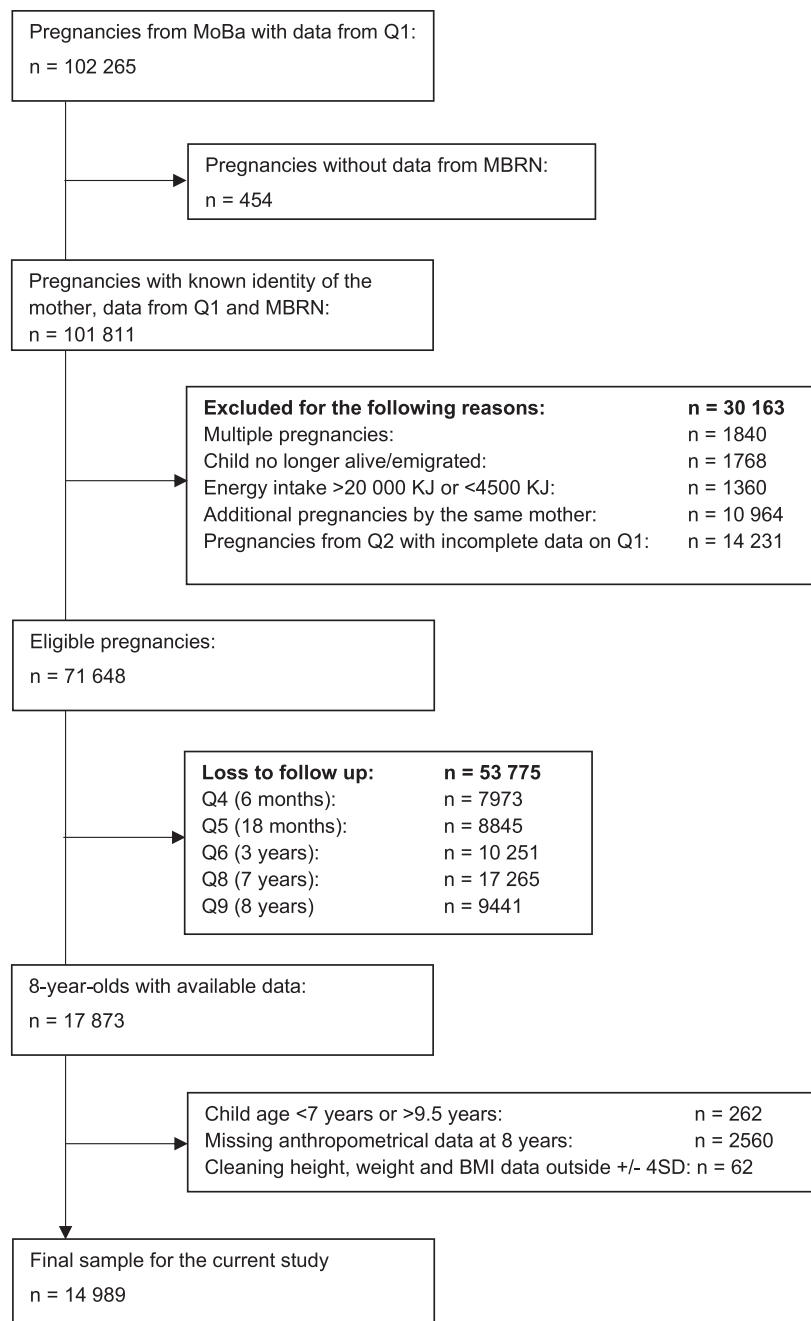 Pregnancies from MoBa with data from Q1:
n = 102 265
Pregnancies without data from MBRN:
n = 454
Pregnancies with known identity of the
mother, data from Q1 and MBRN:
n = 101 811
Excluded for the following reasons: n = 30 163
Multiple pregnancies: n = 1840
Child no longer alive/emigrated: n = 1768
Energy intake >20 000 KJ or <4500 KJ: n = 1360
Additional pregnancies by the same mother: n = 10 964
Pregnancies from Q2 with incomplete data on Q1: n = 14 231
Eligible pregnancies:
n = 71 648
Loss to follow up: n = 53 775
Q4 (6 months): n = 7973
Q5 (18 months): n = 8845
Q6 (3 years): n = 10 251
Q8 (7 years): n = 17 265
Q9 (8 years) n = 9441
8-year-olds with available data:
n = 17 873
Child age <7 years or >9.5 years: n = 262
Missing anthropometrical data at 8 years: n = 2560
Cleaning height, weight and BMI data outside +/- 4SD: n = 62
Final sample for the current study
n = 14 989